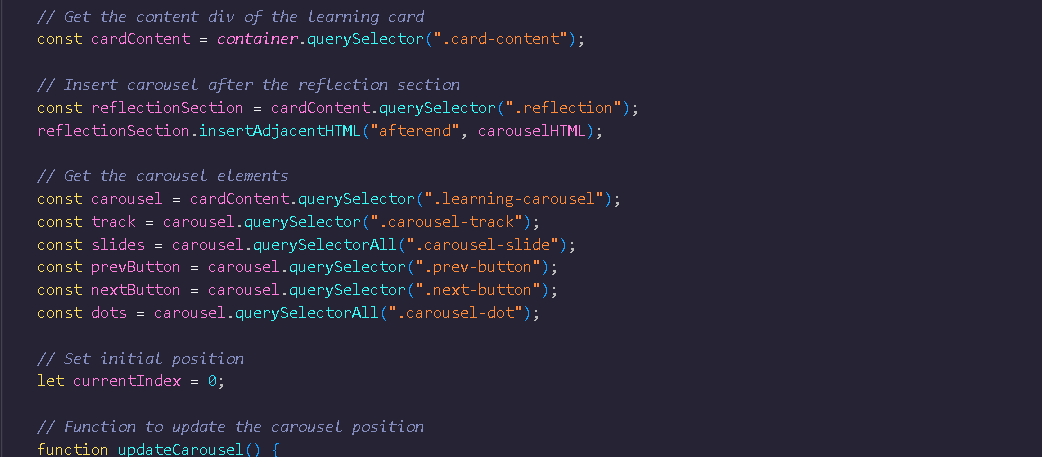 // Get the content div of the learning card
const cardContent = container.querySelector(".card-content");
// Insert carousel after the reflection section
const reflectionSection = cardContent.querySelector(".reflection");
reflectionSection.insertAdjacentHTML("afterend", carouselHTML);
// Get the carousel elements
const carousel = cardContent.querySelector(".learning-carousel");
const track = carousel.querySelector(".carousel-track");
const slides = carousel.querySelectorAll(".carousel-slide");
const prevButton = carousel.querySelector(".prev-button");
const nextButton = carousel.querySelector(".next-button");
const dots = carousel.querySelectorAll(".carousel-dot");
// Set initial position
let currentIndex = 0;
// Function to update the carousel position
function updateCarousel() {